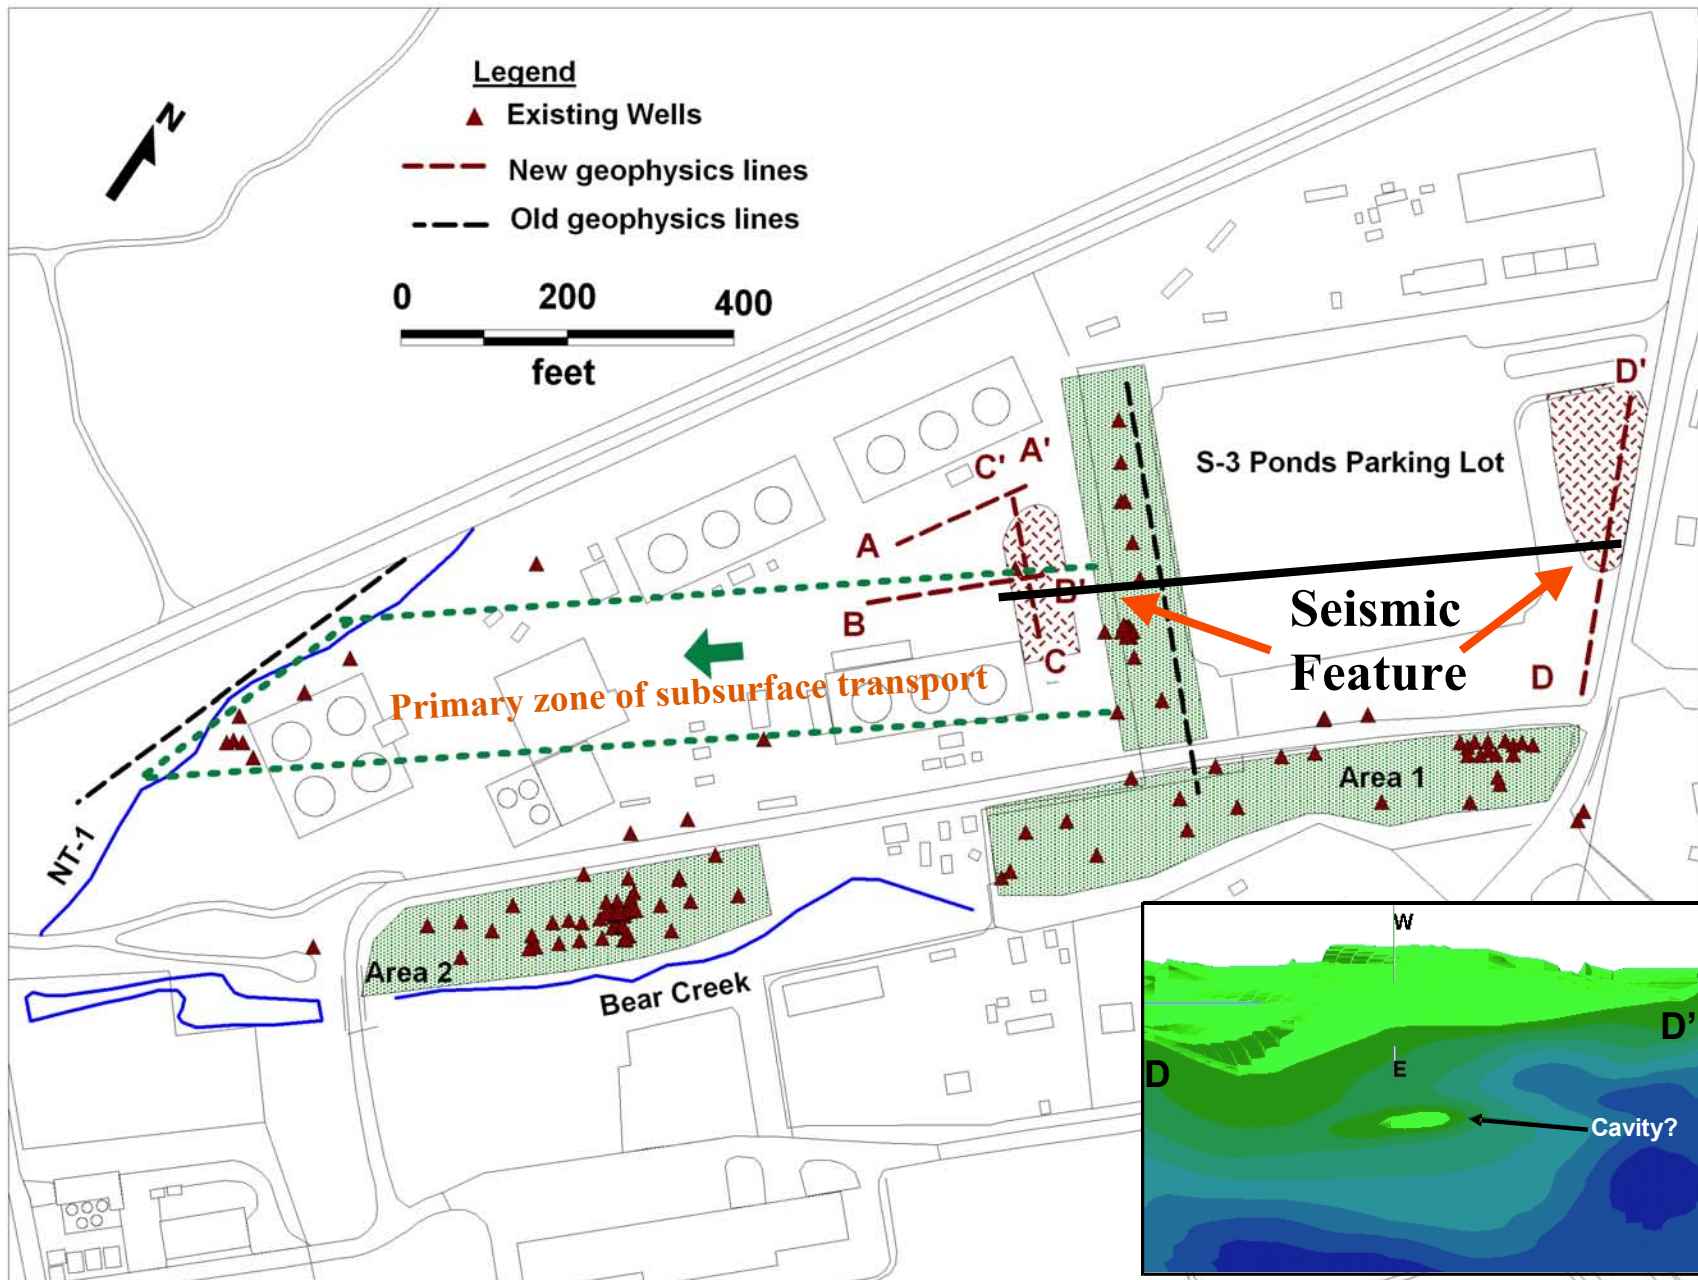 Legend
N
Existing Wells
New geophysics lines
Old geophysics lines
0 200 400
feet
D'
A'
C'
S-3 Ponds Parking Lot
A
B'
B
Seismic
Feature
C
D
Primary zone of subsurface transport
Area 1
NT-1
Area 2
Bear Creek
W
D’
D
E
Cavity?